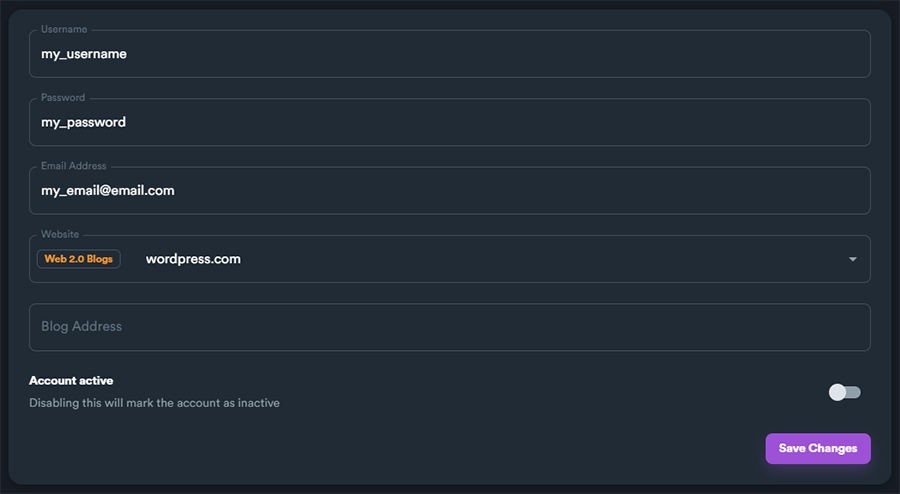 Username
my_username
Password
my_password
Email Address
my_email@email.com
Website
Web 2.0 Blogs wordpress.com
Blog Address
Account active
Disabling this will mark the account as inactive
Save Changes